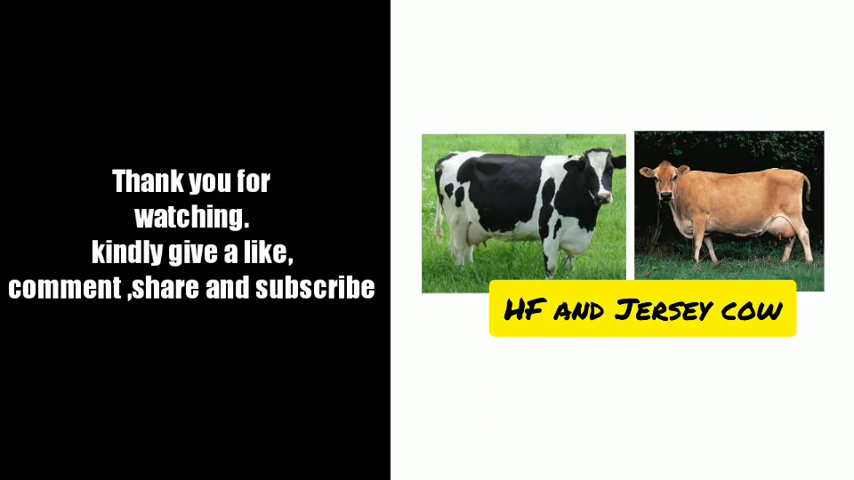 Thank you for
watching.
kindly give a like,
comment ,share and subscribe
HF AND JERSEY COW